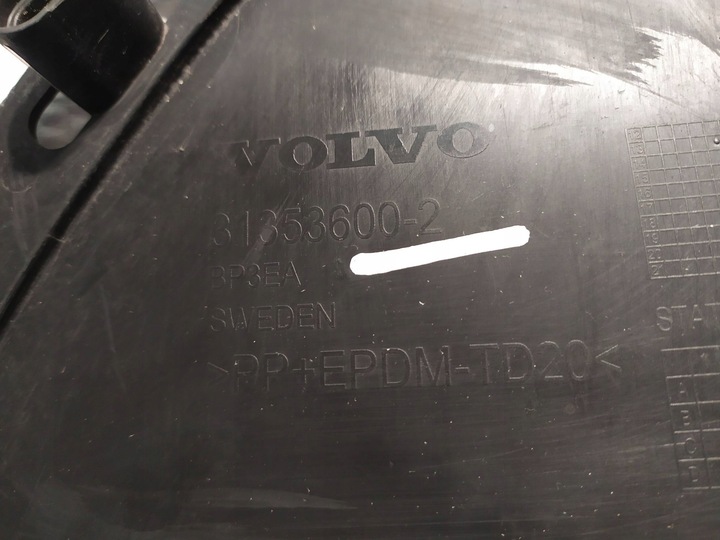 VOLVO
31353600-2
BP3EA
SWEDEN
>PP+EPDM-TD20<
A
B
C
D